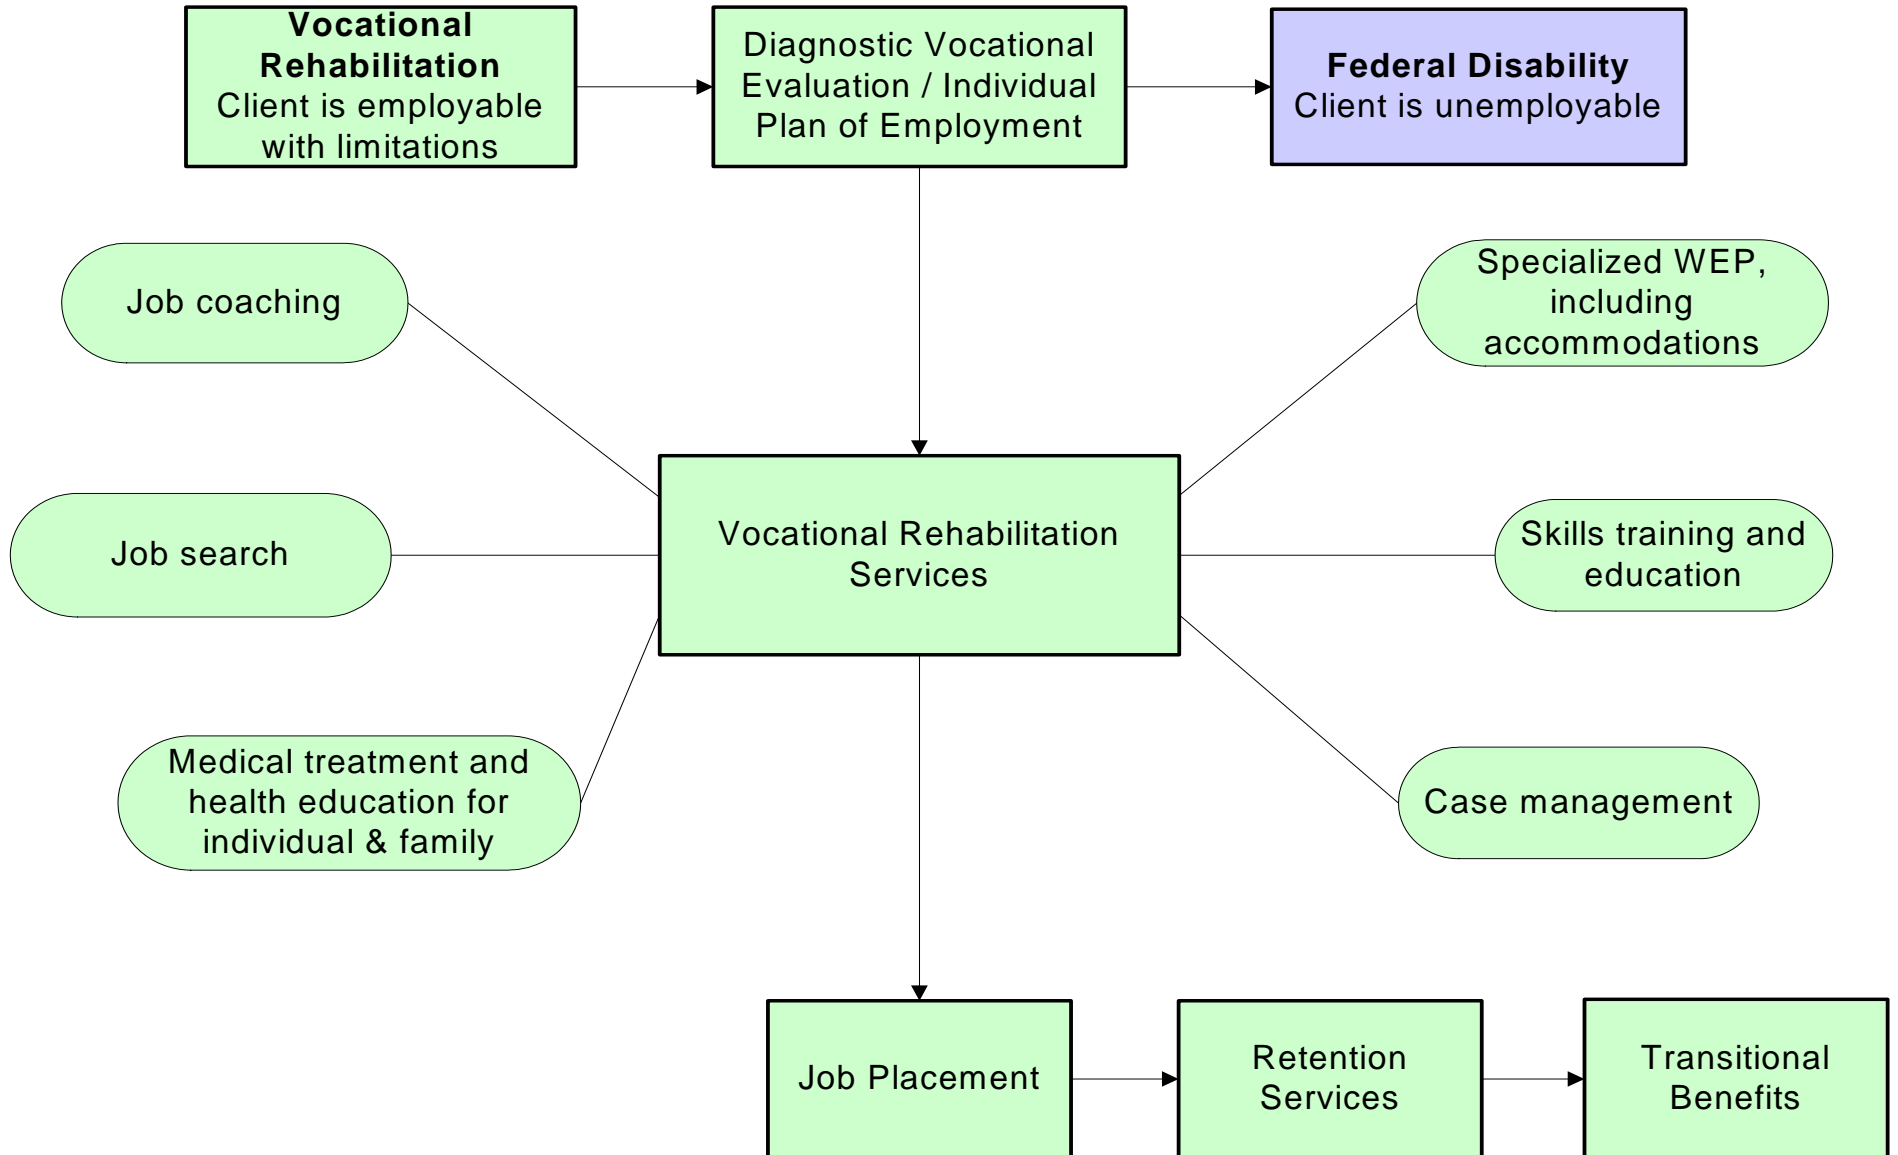 Vocational
Rehabilitation
Client is employable
with limitations
Diagnostic Vocational
Evaluation / Individual
Plan of Employment
Federal Disability
Client is unemployable
Job coaching
Specialized WEP,
including
accommodations
Job search
Vocational Rehabilitation
Services
Skills training and
education
Medical treatment and
health education for
individual & family
Case management
Job Placement
Retention
Services
Transitional
Benefits